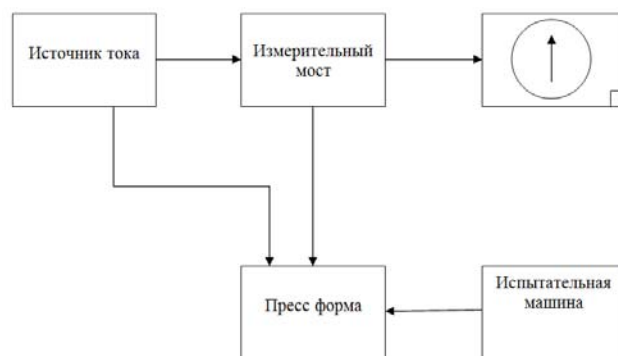 Источник тока
Измерительный
мост
Пресс форма
Испытательная
машина